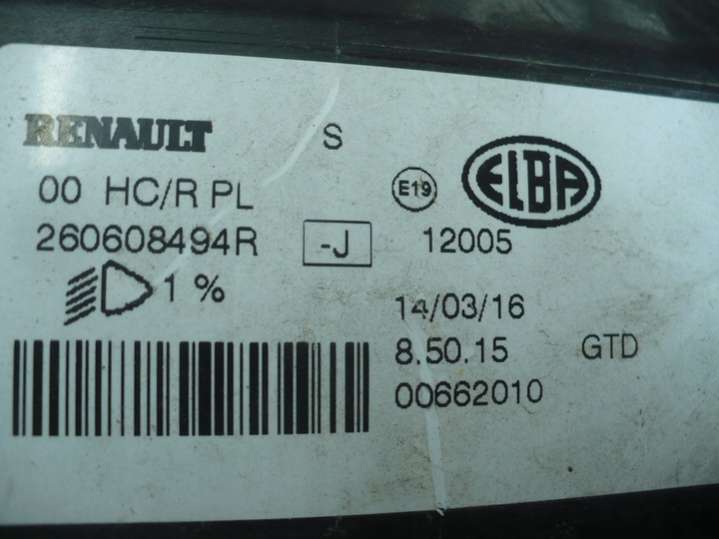 RENAULT S ELBA
00 HC/R PL E19
260608494R -J 12005
1 %
14/03/16
8.50.15 GTD
00662010